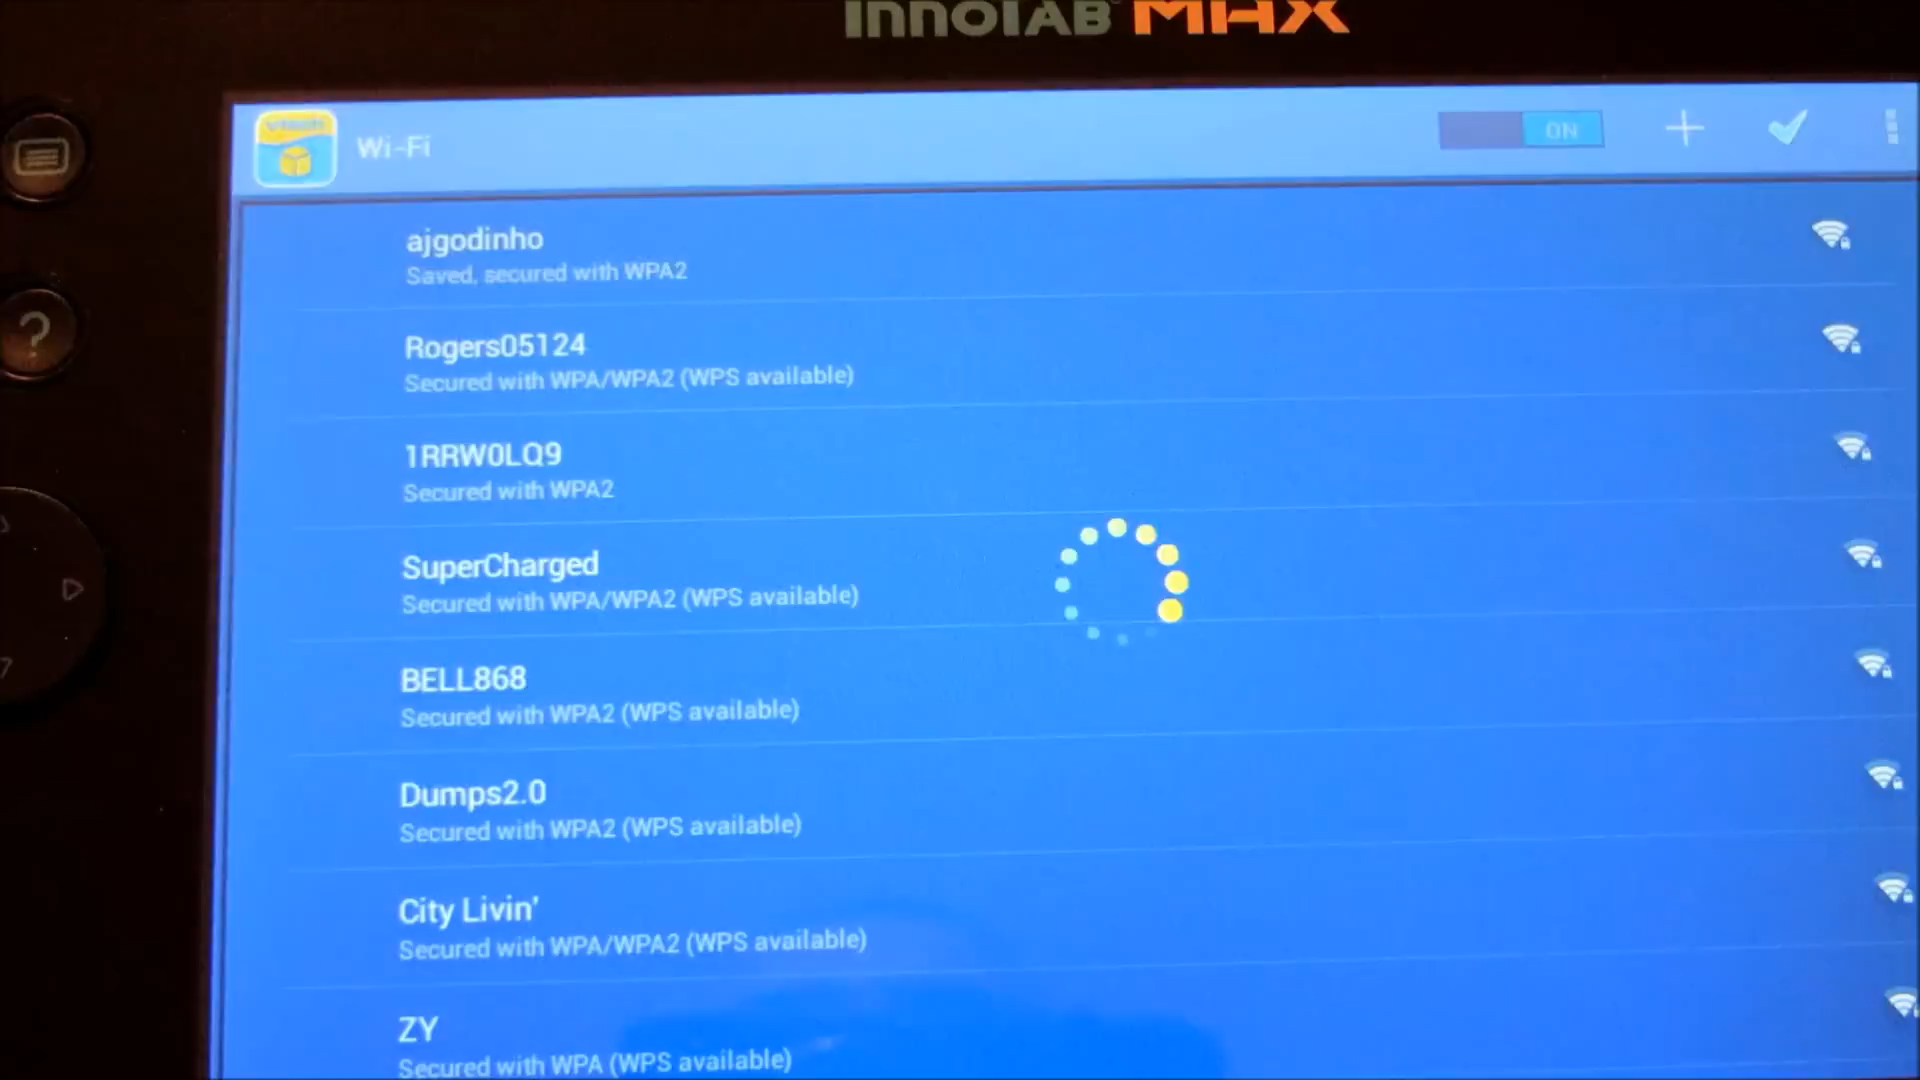 INNOTAB MAX
vtech
Wi-Fi
ON
ajgodinho
Saved, secured with WPA2
Rogers05124
Secured with WPA/WPA2 (WPS available)
1RRW0LQ9
Secured with WPA2
SuperCharged
Secured with WPA/WPA2 (WPS available)
BELL868
Secured with WPA2 (WPS available)
Dumps2.0
Secured with WPA2 (WPS available)
City Livin'
Secured with WPA/WPA2 (WPS available)
ZY
Secured with WPA (WPS available)
?